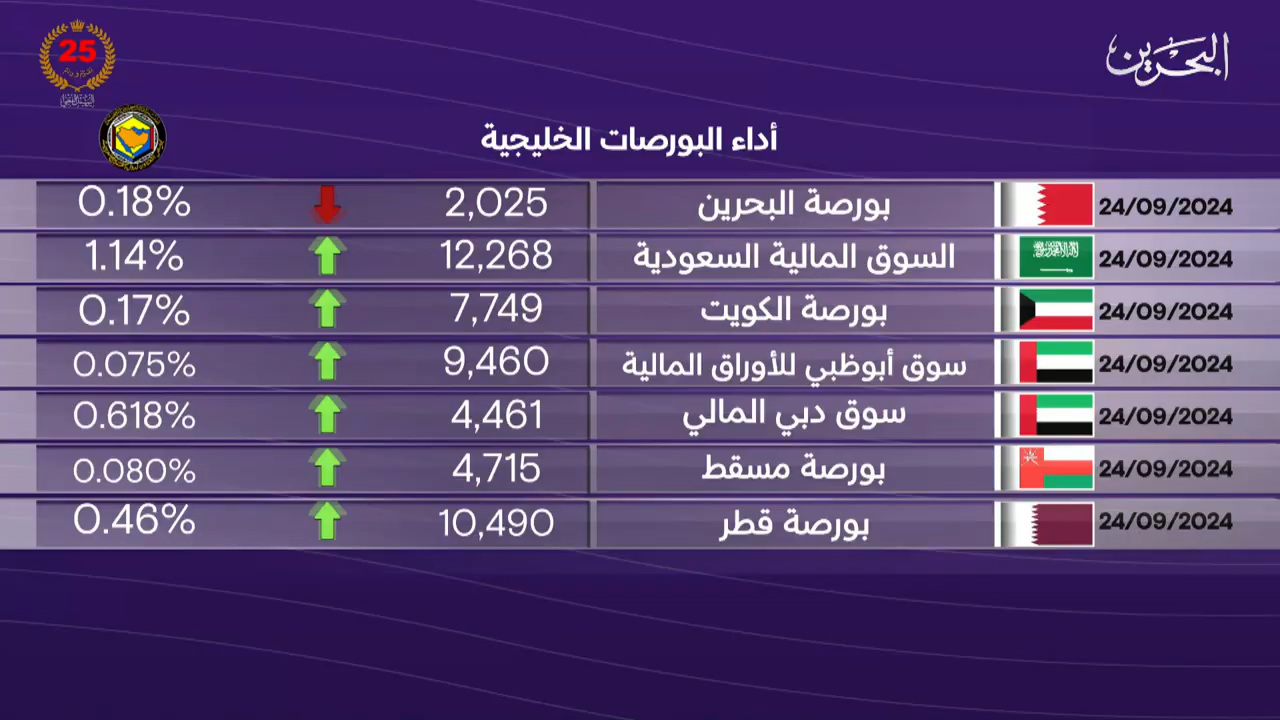 البحرين
25
أداء البورصات الخليجية
24/09/2024 بورصة البحرين 2,025 0.18%
24/09/2024 السوق المالية السعودية 12,268 1.14%
24/09/2024 بورصة الكويت 7,749 0.17%
24/09/2024 سوق أبوظبي للأوراق المالية 9,460 0.075%
24/09/2024 سوق دبي المالي 4,461 0.618%
24/09/2024 بورصة مسقط 4,715 0.080%
24/09/2024 بورصة قطر 10,490 0.46%